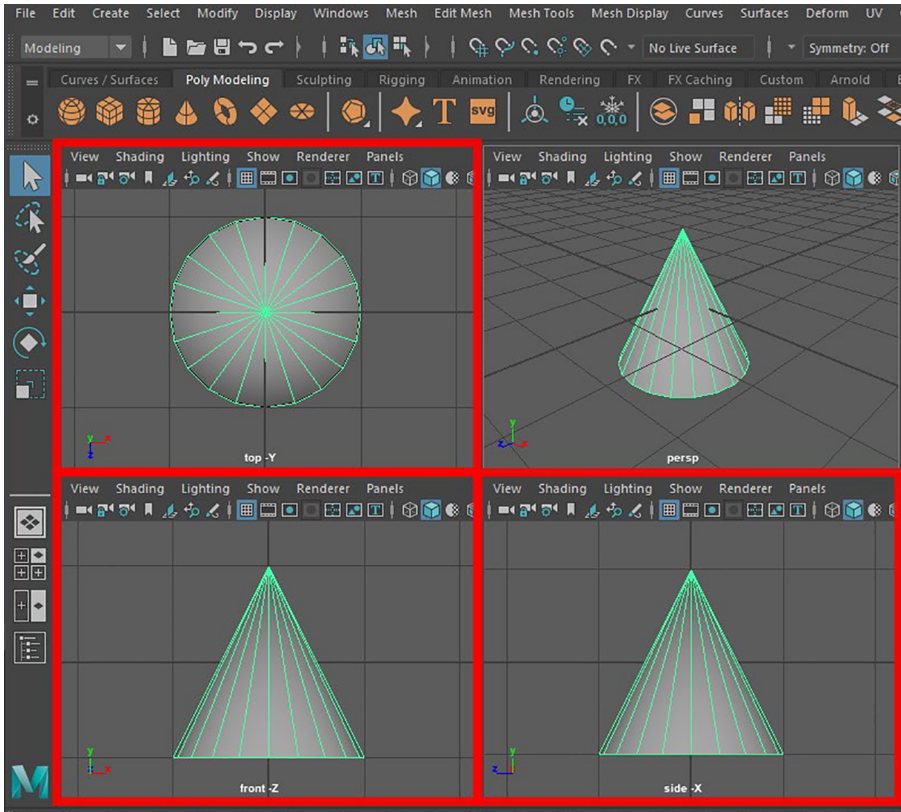 File Edit Create Select Modify Display Windows Mesh Edit Mesh Mesh Tools Mesh Display Curves Surfaces Deform UV
Modeling No Live Surface Symmetry: Off
Curves / Surfaces Poly Modeling Sculpting Rigging Animation Rendering FX FX Caching Custom Arnold
T svg 0,0,0
View Shading Lighting Show Renderer Panels
View Shading Lighting Show Renderer Panels
y x
z
top -Y
y
z x
persp
View Shading Lighting Show Renderer Panels
View Shading Lighting Show Renderer Panels
y
z x
front -Z
y
z
side -X
M